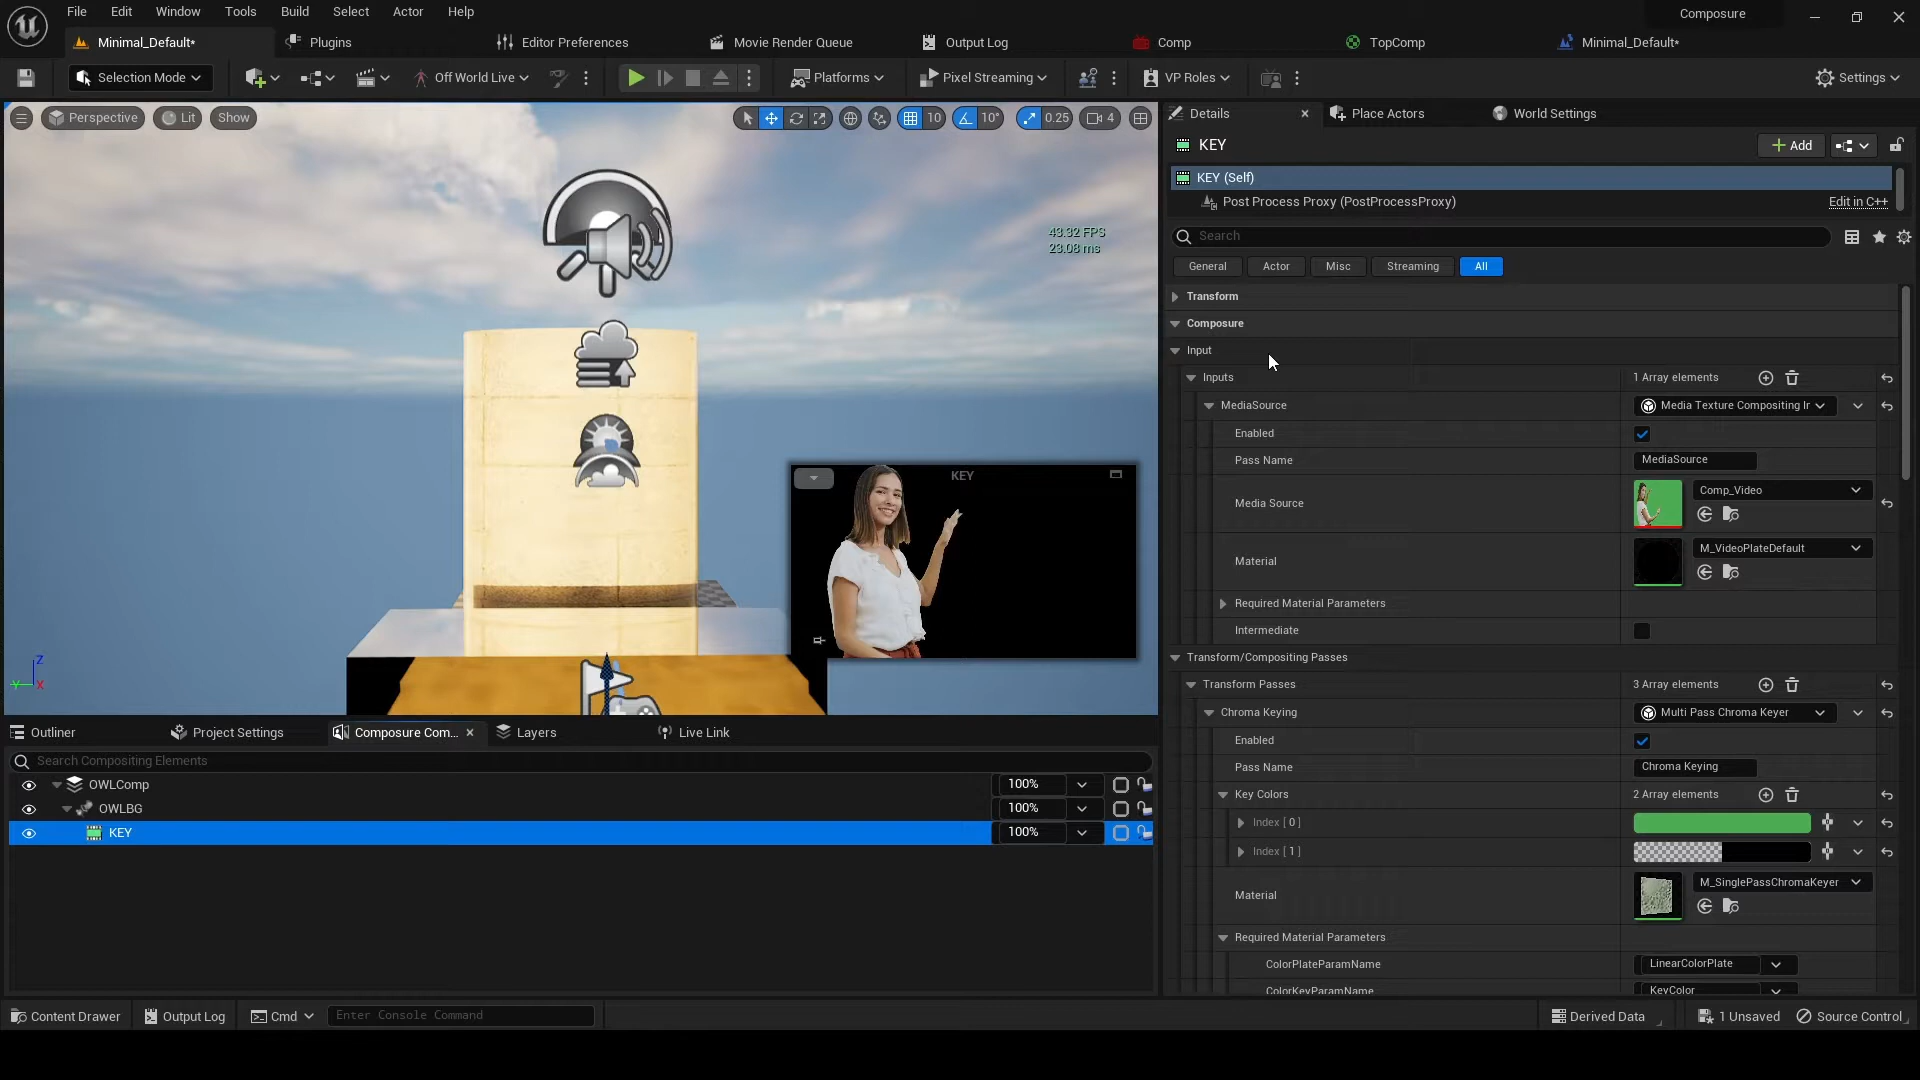 File Edit Window Tools Build Select Actor Help Composure
Minimal_Default* Plugins Editor Preferences Movie Render Queue Output Log Comp TopComp Minimal_Default*
Selection Mode Off World Live Platforms Pixel Streaming VP Roles Settings
Perspective Lit Show 10 10° 0.25 4
43.32 FPS
23.08 ms
KEY
Z
Y X
Details Place Actors World Settings
KEY Add
KEY (Self)
Post Process Proxy (PostProcessProxy) Edit in C++
Search
General Actor Misc Streaming All
Transform
Composure
Input
Inputs 1 Array elements
MediaSource Media Texture Compositing Ir
Enabled
Pass Name MediaSource
Media Source Comp_Video
Material M_VideoPlateDefault
Required Material Parameters
Intermediate
Transform/Compositing Passes
Transform Passes 3 Array elements
Chroma Keying Multi Pass Chroma Keyer
Enabled
Pass Name Chroma Keying
Key Colors 2 Array elements
Index [ 0 ]
Index [ 1 ]
Material M_SinglePassChromaKeyer
Required Material Parameters
ColorPlateParamName LinearColorPlate
ColorKeyParamName KeyColor
Outliner Project Settings Composure Com... Layers Live Link
Search Compositing Elements
OWLComp 100%
OWLBG 100%
KEY 100%
Content Drawer Output Log Cmd Enter Console Command Derived Data 1 Unsaved Source Control